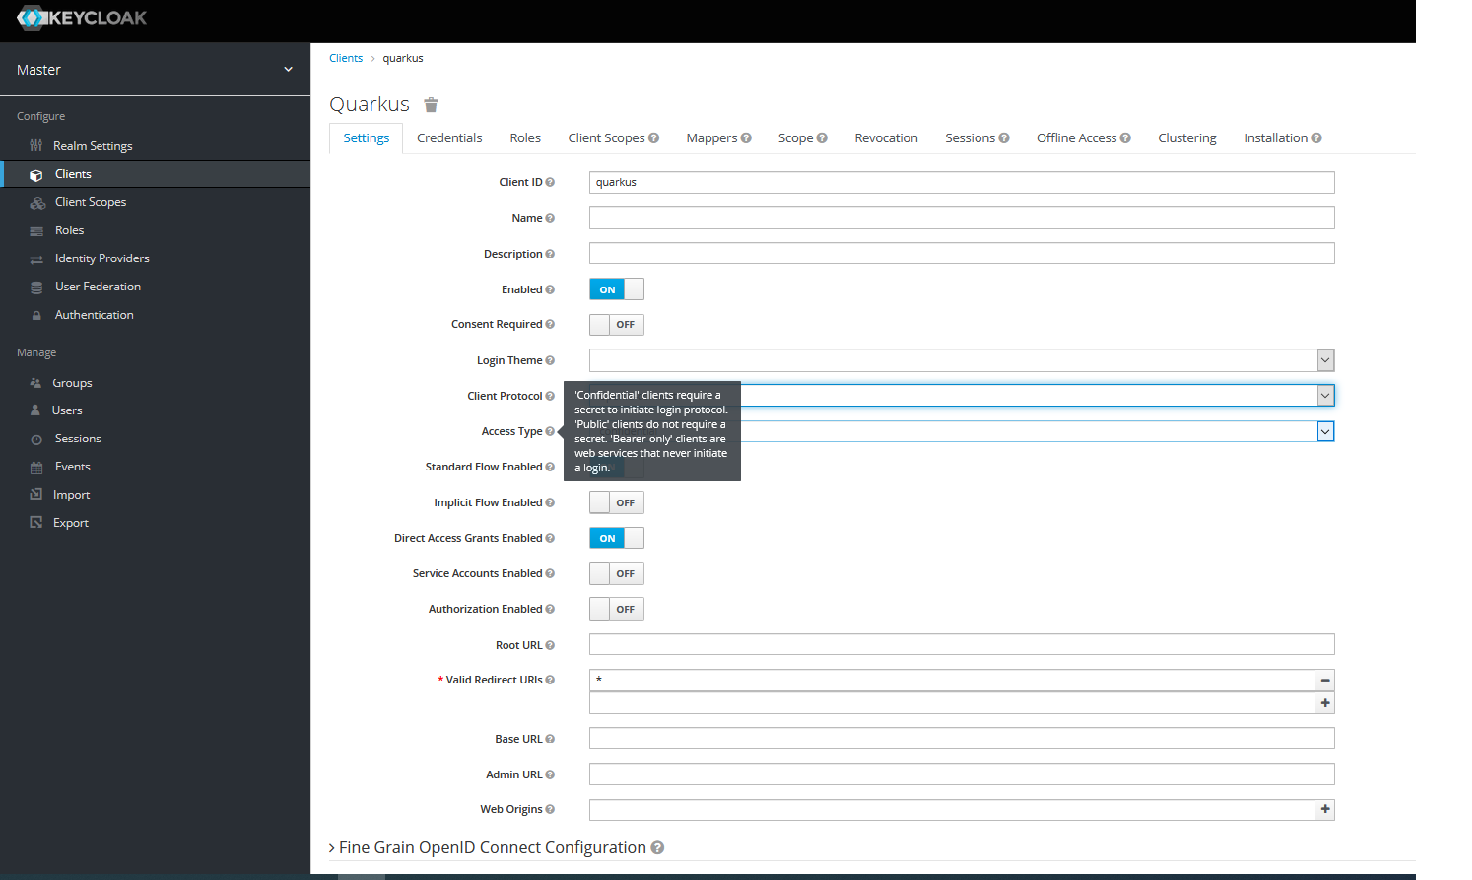 KEYCLOAK
Master
Configure
Realm Settings
Clients
Client Scopes
Roles
Identity Providers
User Federation
Authentication
Manage
Groups
Users
Sessions
Events
Import
Export
Clients > quarkus
Quarkus
Settings Credentials Roles Client Scopes ? Mappers ? Scope ? Revocation Sessions ? Offline Access ? Clustering Installation ?
Client ID ? quarkus
Name ?
Description ?
Enabled ? ON
Consent Required ? OFF
Login Theme ?
Client Protocol ?
Access Type ?
'Confidential' clients require a
secret to initiate login protocol.
'Public' clients do not require a
secret. 'Bearer only' clients are
web services that never initiate
a login.
Standard Flow Enabled ?
Implicit Flow Enabled ? OFF
Direct Access Grants Enabled ? ON
Service Accounts Enabled ? OFF
Authorization Enabled ? OFF
Root URL ?
* Valid Redirect URIs ? * −
+
Base URL ?
Admin URL ?
Web Origins ? +
> Fine Grain OpenID Connect Configuration ?